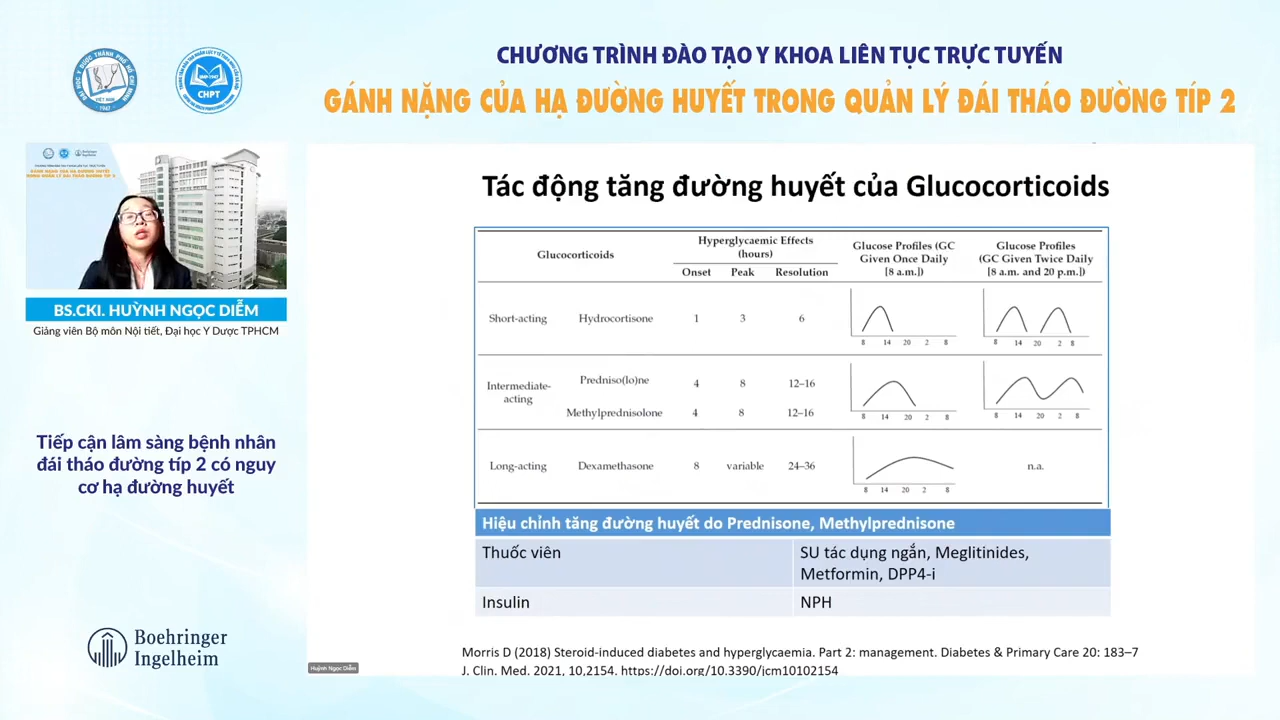 CHƯƠNG TRÌNH ĐÀO TẠO Y KHOA LIÊN TỤC TRỰC TUYẾN
GÁNH NẶNG CỦA HẠ ĐƯỜNG HUYẾT TRONG QUẢN LÝ ĐÁI THÁO ĐƯỜNG TÍP 2
CHPT
BS.CKI. HUỲNH NGỌC DIỄM
Giảng viên Bộ môn Nội tiết, Đại học Y Dược TPHCM
Tiếp cận lâm sàng bệnh nhân
đái tháo đường típ 2 có nguy
cơ hạ đường huyết
Boehringer
Ingelheim
Tác động tăng đường huyết của Glucocorticoids
Glucocorticoids
Hyperglycaemic Effects
(hours)
Onset Peak Resolution
Glucose Profiles (GC
Given Once Daily
[8 a.m.])
Glucose Profiles
(GC Given Twice Daily
[8 a.m. and 20 p.m.])
Short-acting Hydrocortisone 1 3 6
8 14 20 2 8
8 14 20 2 8
Intermediate-
acting
Predniso(lo)ne 4 8 12–16
Methylprednisolone 4 8 12–16
8 14 20 2 8
8 14 20 2 8
Long-acting Dexamethasone 8 variable 24–36
8 14 20 2 8
n.a.
Hiệu chỉnh tăng đường huyết do Prednisone, Methylprednisone
Thuốc viên
SU tác dụng ngắn, Meglitinides,
Metformin, DPP4-i
Insulin NPH
Morris D (2018) Steroid-induced diabetes and hyperglycaemia. Part 2: management. Diabetes & Primary Care 20: 183–7
J. Clin. Med. 2021, 10,2154. https://doi.org/10.3390/jcm10102154
Huỳnh Ngọc Diễm